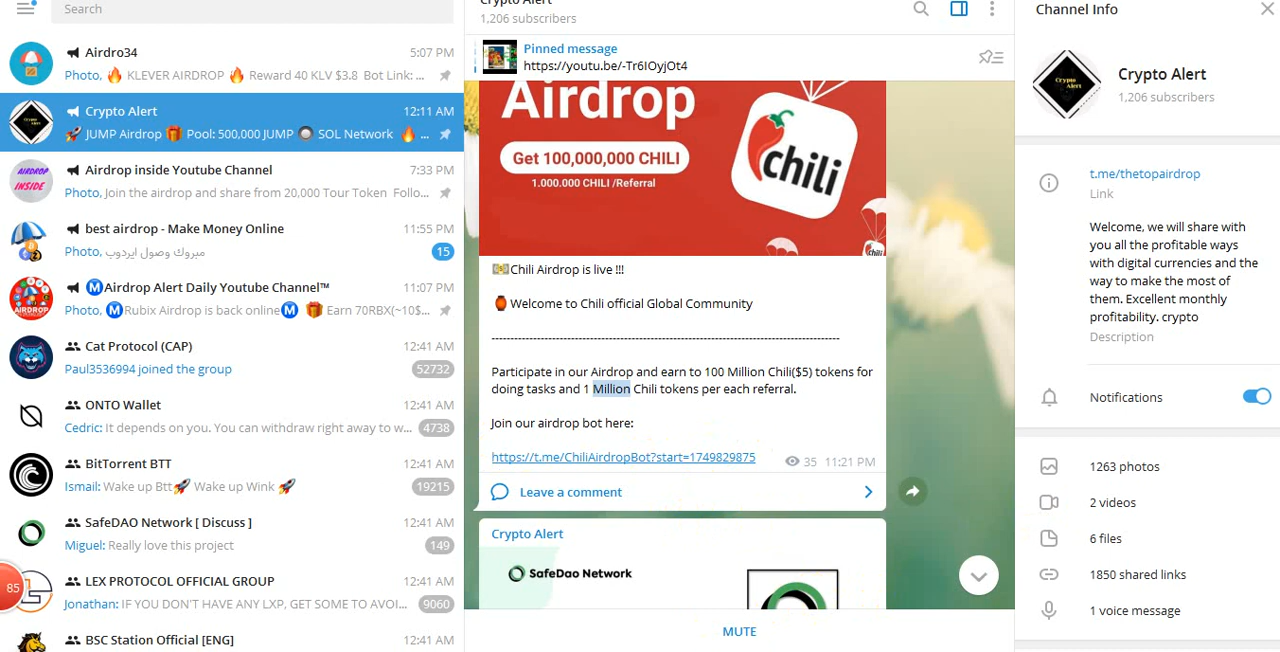 Search
Airdro34
5:07 PM
Photo, 🔥 KLEVER AIRDROP 🔥 Reward 40 KLV $3.8 Bot Link: ...
Crypto Alert
12:11 AM
🚀 JUMP Airdrop 🎁 Pool: 500,000 JUMP 🔘 SOL Network 🔥 ...
Airdrop inside Youtube Channel
7:33 PM
Photo, Join the airdrop and share from 20,000 Tour Token Follo...
best airdrop - Make Money Online
11:55 PM
Photo, مبروك وصول ايردوب
15
Ⓜ️Airdrop Alert Daily Youtube Channel™
11:07 PM
Photo, Ⓜ️Rubix Airdrop is back onlineⓂ️ 🎁 Earn 70RBX(~10$...
Cat Protocol (CAP)
12:41 AM
Paul3536994 joined the group
52732
ONTO Wallet
12:41 AM
Cedric: It depends on you. You can withdraw right away to w...
4738
BitTorrent BTT
12:41 AM
Ismail: Wake up Btt🚀 Wake up Wink 🚀
19215
SafeDAO Network [ Discuss ]
12:41 AM
Miguel: Really love this project
149
85
LEX PROTOCOL OFFICIAL GROUP
12:41 AM
Jonathan: IF YOU DON'T HAVE ANY LXP, GET SOME TO AVOI...
9060
BSC Station Official [ENG]
12:41 AM
Crypto Alert
1,206 subscribers
Pinned message
https://youtu.be/-Tr6IOyjOt4
Airdrop
Get 100,000,000 CHILI
1.000.000 CHILI /Referral
chili
chili
💵Chili Airdrop is live !!!
🏮Welcome to Chili official Global Community
--------------------------------------------------------------------------------------
Participate in our Airdrop and earn to 100 Million Chili($5) tokens for
doing tasks and 1 Million Chili tokens per each referral.
Join our airdrop bot here:
https://t.me/ChiliAirdropBot?start=1749829875
35 11:21 PM
Leave a comment
Crypto Alert
SafeDao Network
MUTE
Channel Info
Crypto Alert
Crypto Alert
1,206 subscribers
t.me/thetopairdrop
Link
Welcome, we will share with
you all the profitable ways
with digital currencies and the
way to make the most of
them. Excellent monthly
profitability. crypto
Description
Notifications
1263 photos
2 videos
6 files
1850 shared links
1 voice message